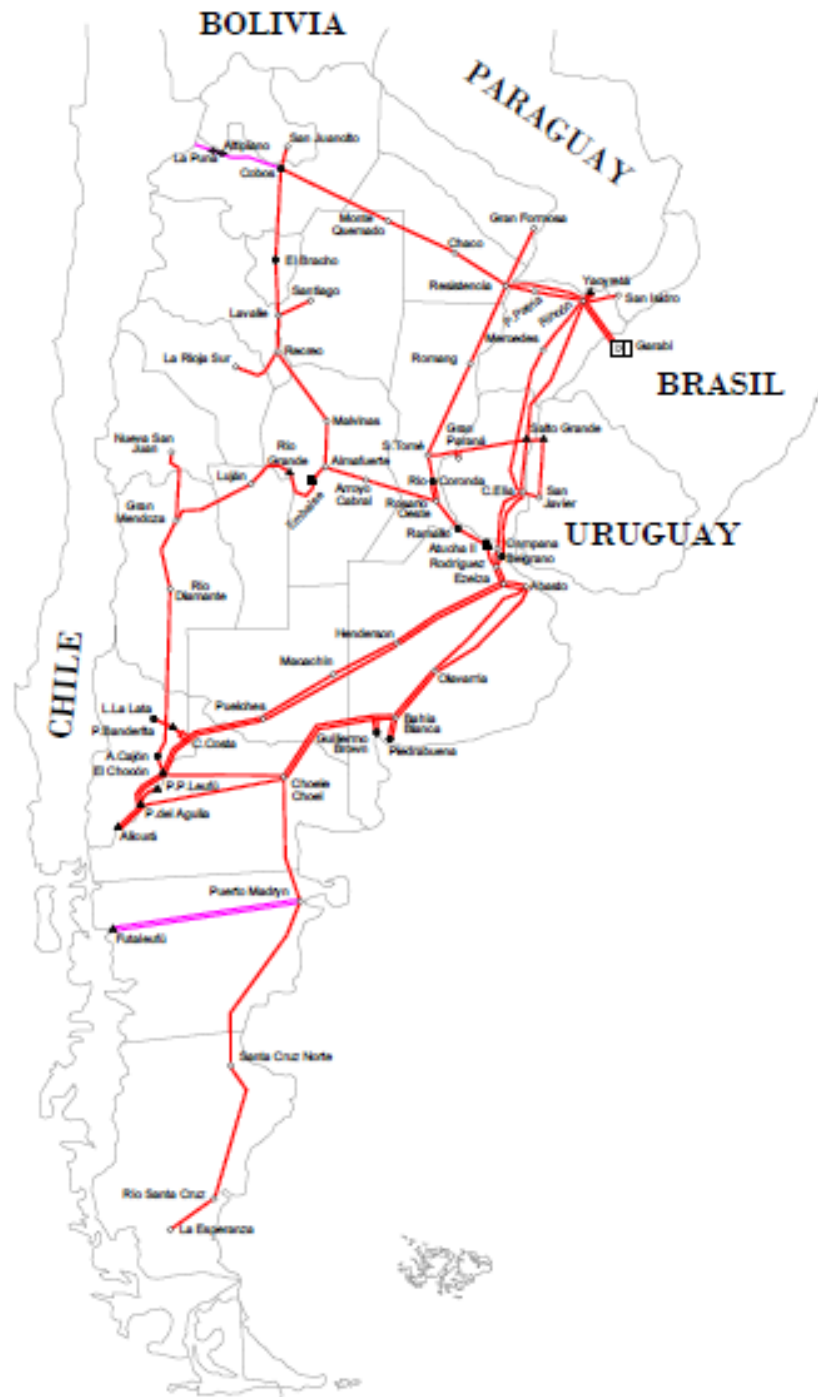 BOLIVIA
PARAGUAY
San Juancito
Altiplano
La Puna
Cobos
Monte
Quemado
Gran Formosa
Chaco
El Bracho
Resistencia
P.Patria
Rincón
Yacyretá
San Isidro
Santiago
Lavalle
Mercedes
Garabí
La Rioja Sur
Recreo
Romang
BRASIL
Malvinas
Gran
Paraná
Salto Grande
Nueva San
Juan
Río
Grande
Almafuerte
S.Tomé
Luján
Embalse
Arroyo
Cabral
Río
Coronda
C.Elia
San
Javier
Gran
Mendoza
Rosario
Oeste
Ramallo
URUGUAY
Atucha II
Campana
Rodríguez
Belgrano
Ezeiza
Abasto
Río
Diamante
Henderson
CHILE
Macachín
Olavarría
L.La Lata
Puelches
P.Banderita
C.Costa
Bahía
Blanca
Guillermo
Brown
Piedrabuena
A.Cajón
El Chocón
P.P.Leufú
Choele
Choel
P.del Aguila
Alicurá
Puerto Madryn
Futaleufú
Santa Cruz Norte
Río Santa Cruz
La Esperanza